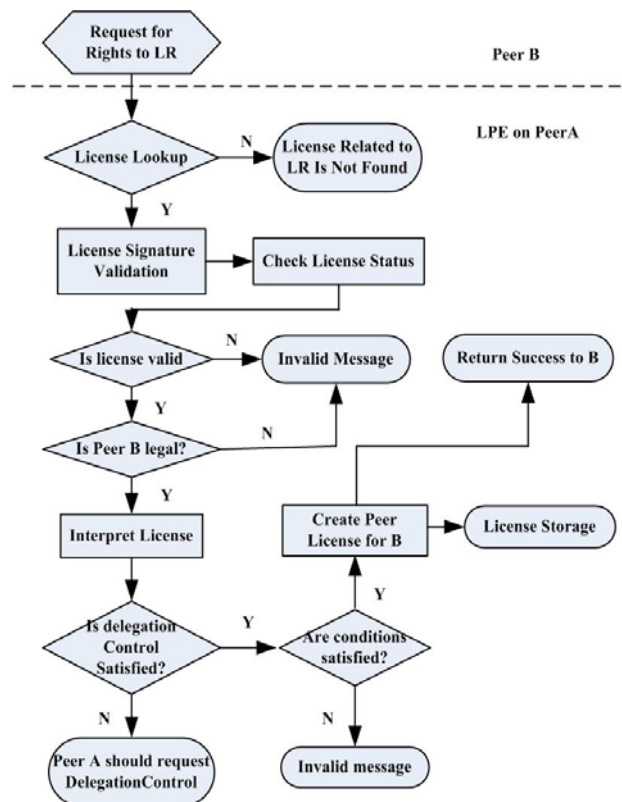 Request for
Rights to LR
Peer B
LPE on PeerA
License Lookup
N
License Related to
LR Is Not Found
Y
License Signature
Validation
Check License Status
Is license valid
N
Invalid Message
Return Success to B
Y
Is Peer B legal?
N
Y
Interpret License
Create Peer
License for B
License Storage
Is delegation
Control
Satisfied?
Y
Y
Are conditions
satisfied?
N
N
Peer A should request
DelegationControl
Invalid message